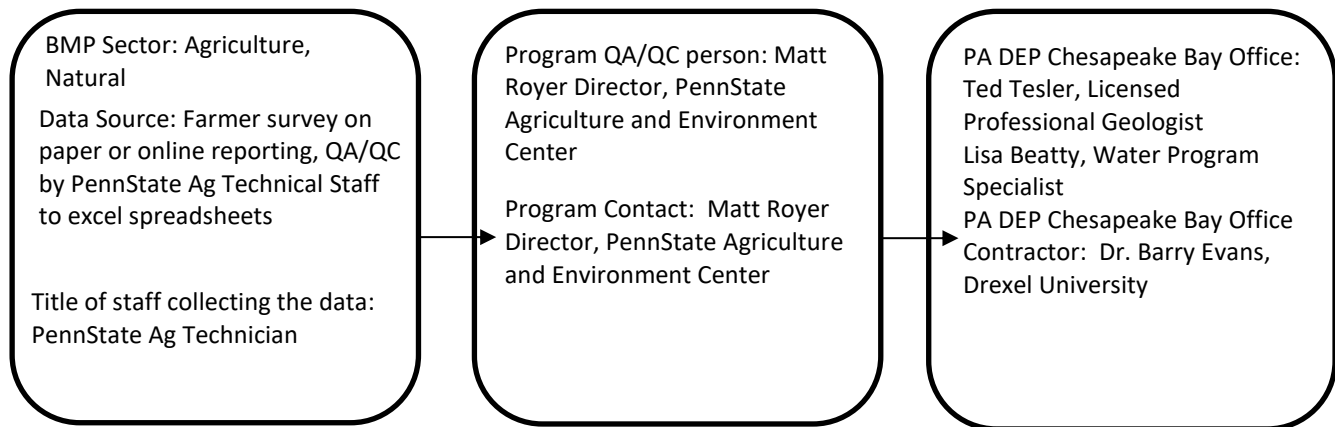 BMP Sector: Agriculture,
Natural
Data Source: Farmer survey on
paper or online reporting, QA/QC
by PennState Ag Technical Staff
to excel spreadsheets
Title of staff collecting the data:
PennState Ag Technician
Program QA/QC person: Matt
Royer Director, PennState
Agriculture and Environment
Center
Program Contact: Matt Royer
Director, PennState Agriculture
and Environment Center
PA DEP Chesapeake Bay Office:
Ted Tesler, Licensed
Professional Geologist
Lisa Beatty, Water Program
Specialist
PA DEP Chesapeake Bay Office
Contractor: Dr. Barry Evans,
Drexel University